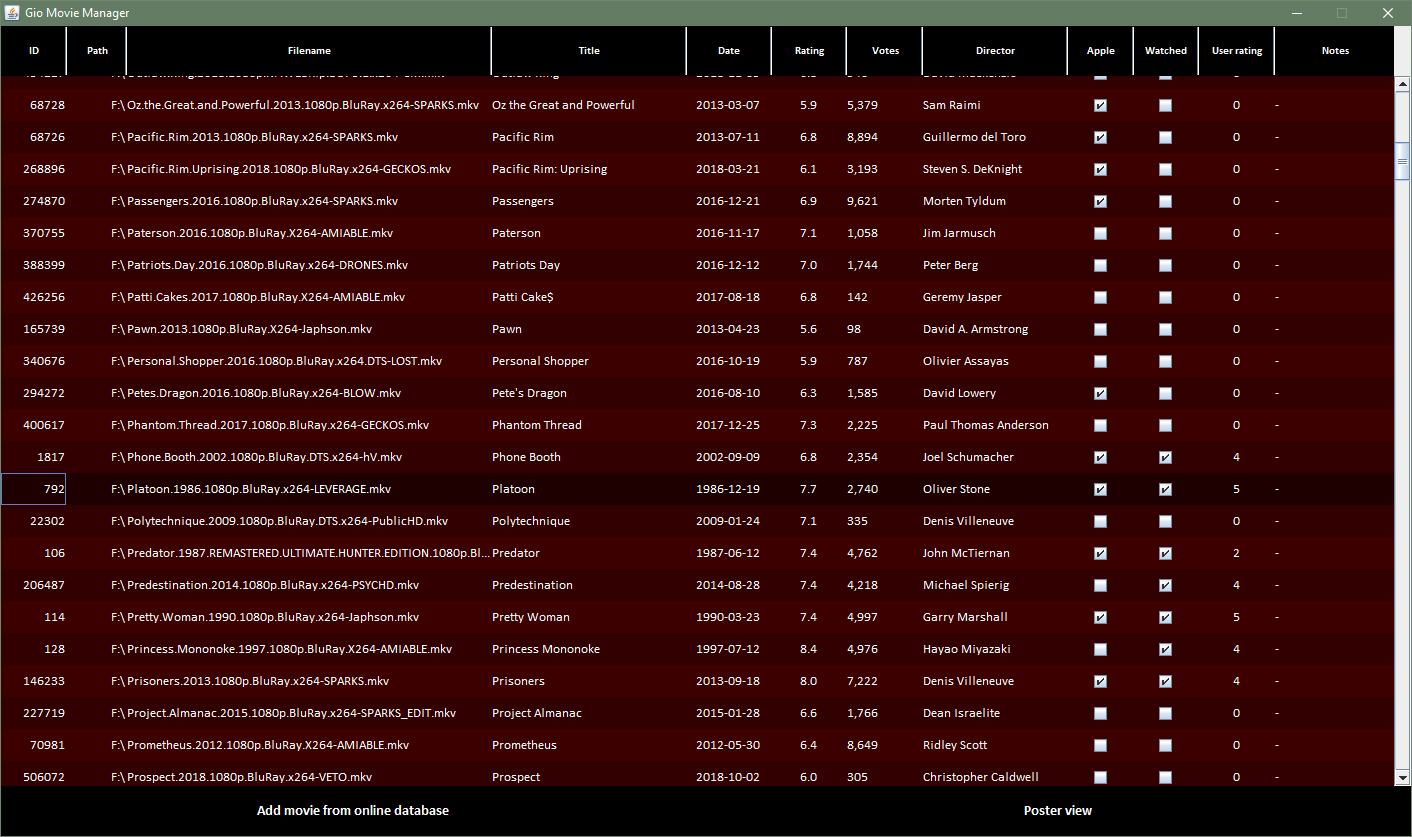 Gio Movie Manager
ID Path Filename Title Date Rating Votes Director Apple Watched User rating Notes
68728 F:\ Oz.the.Great.and.Powerful.2013.1080p.BluRay.x264-SPARKS.mkv Oz the Great and Powerful 2013-03-07 5.9 5,379 Sam Raimi 0 -
68726 F:\ Pacific.Rim.2013.1080p.BluRay.x264-SPARKS.mkv Pacific Rim 2013-07-11 6.8 8,894 Guillermo del Toro 0 -
268896 F:\ Pacific.Rim.Uprising.2018.1080p.BluRay.x264-GECKOS.mkv Pacific Rim: Uprising 2018-03-21 6.1 3,193 Steven S. DeKnight 0 -
274870 F:\ Passengers.2016.1080p.BluRay.x264-SPARKS.mkv Passengers 2016-12-21 6.9 9,621 Morten Tyldum 0 -
370755 F:\ Paterson.2016.1080p.BluRay.X264-AMIABLE.mkv Paterson 2016-11-17 7.1 1,058 Jim Jarmusch 0 -
388399 F:\ Patriots.Day.2016.1080p.BluRay.x264-DRONES.mkv Patriots Day 2016-12-12 7.0 1,744 Peter Berg 0 -
426256 F:\ Patti.Cakes.2017.1080p.BluRay.X264-AMIABLE.mkv Patti Cake$ 2017-08-18 6.8 142 Geremy Jasper 0 -
165739 F:\ Pawn.2013.1080p.BluRay.X264-Japhson.mkv Pawn 2013-04-23 5.6 98 David A. Armstrong 0 -
340676 F:\ Personal.Shopper.2016.1080p.BluRay.x264.DTS-LOST.mkv Personal Shopper 2016-10-19 5.9 787 Olivier Assayas 0 -
294272 F:\ Petes.Dragon.2016.1080p.BluRay.x264-BLOW.mkv Pete's Dragon 2016-08-10 6.3 1,585 David Lowery 0 -
400617 F:\ Phantom.Thread.2017.1080p.BluRay.x264-GECKOS.mkv Phantom Thread 2017-12-25 7.3 2,225 Paul Thomas Anderson 0 -
1817 F:\ Phone.Booth.2002.1080p.BluRay.DTS.x264-hV.mkv Phone Booth 2002-09-09 6.8 2,354 Joel Schumacher 4 -
792 F:\ Platoon.1986.1080p.BluRay.x264-LEVERAGE.mkv Platoon 1986-12-19 7.7 2,740 Oliver Stone 5 -
22302 F:\ Polytechnique.2009.1080p.BluRay.DTS.x264-PublicHD.mkv Polytechnique 2009-01-24 7.1 335 Denis Villeneuve 0 -
106 F:\ Predator.1987.REMASTERED.ULTIMATE.HUNTER.EDITION.1080p.Bl... Predator 1987-06-12 7.4 4,762 John McTiernan 2 -
206487 F:\ Predestination.2014.1080p.BluRay.x264-PSYCHD.mkv Predestination 2014-08-28 7.4 4,218 Michael Spierig 4 -
114 F:\ Pretty.Woman.1990.1080p.BluRay.x264-Japhson.mkv Pretty Woman 1990-03-23 7.4 4,997 Garry Marshall 5 -
128 F:\ Princess.Mononoke.1997.1080p.BluRay.X264-AMIABLE.mkv Princess Mononoke 1997-07-12 8.4 4,976 Hayao Miyazaki 4 -
146233 F:\ Prisoners.2013.1080p.BluRay.x264-SPARKS.mkv Prisoners 2013-09-18 8.0 7,222 Denis Villeneuve 4 -
227719 F:\ Project.Almanac.2015.1080p.BluRay.x264-SPARKS_EDIT.mkv Project Almanac 2015-01-28 6.6 1,766 Dean Israelite 0 -
70981 F:\ Prometheus.2012.1080p.BluRay.X264-AMIABLE.mkv Prometheus 2012-05-30 6.4 8,649 Ridley Scott 0 -
506072 F:\ Prospect.2018.1080p.BluRay.x264-VETO.mkv Prospect 2018-10-02 6.0 305 Christopher Caldwell 0 -
Add movie from online database Poster view